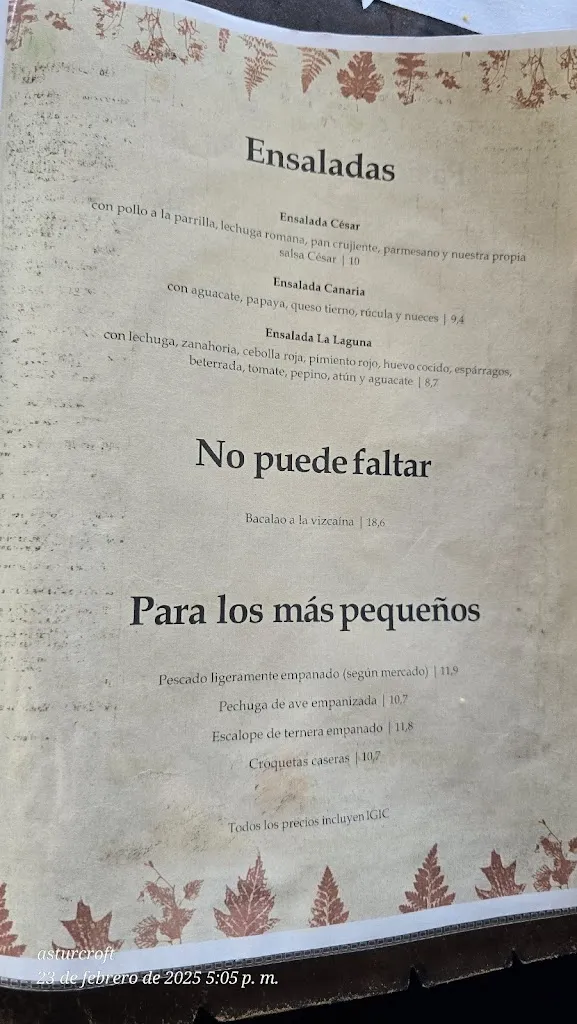 Ensaladas
Ensalada César
con pollo a la parrilla, lechuga romana, pan crujiente, parmesano y nuestra propia
salsa César | 10
Ensalada Canaria
con aguacate, papaya, queso tierno, rúcula y nueces | 9,4
Ensalada La Laguna
con lechuga, zanahoria, cebolla roja, pimiento rojo, huevo cocido, espárragos,
beterrada, tomate, pepino, atún y aguacate | 8,7
No puede faltar
Bacalao a la vizcaína | 18,6
Para los más pequeños
Pescado ligeramente empanado (según mercado) | 11,9
Pechuga de ave empanizada | 10,7
Escalope de ternera empanado | 11,8
Croquetas caseras | 10,7
Todos los precios incluyen IGIC
asturcroft
23 de febrero de 2025 5:05 p. m.